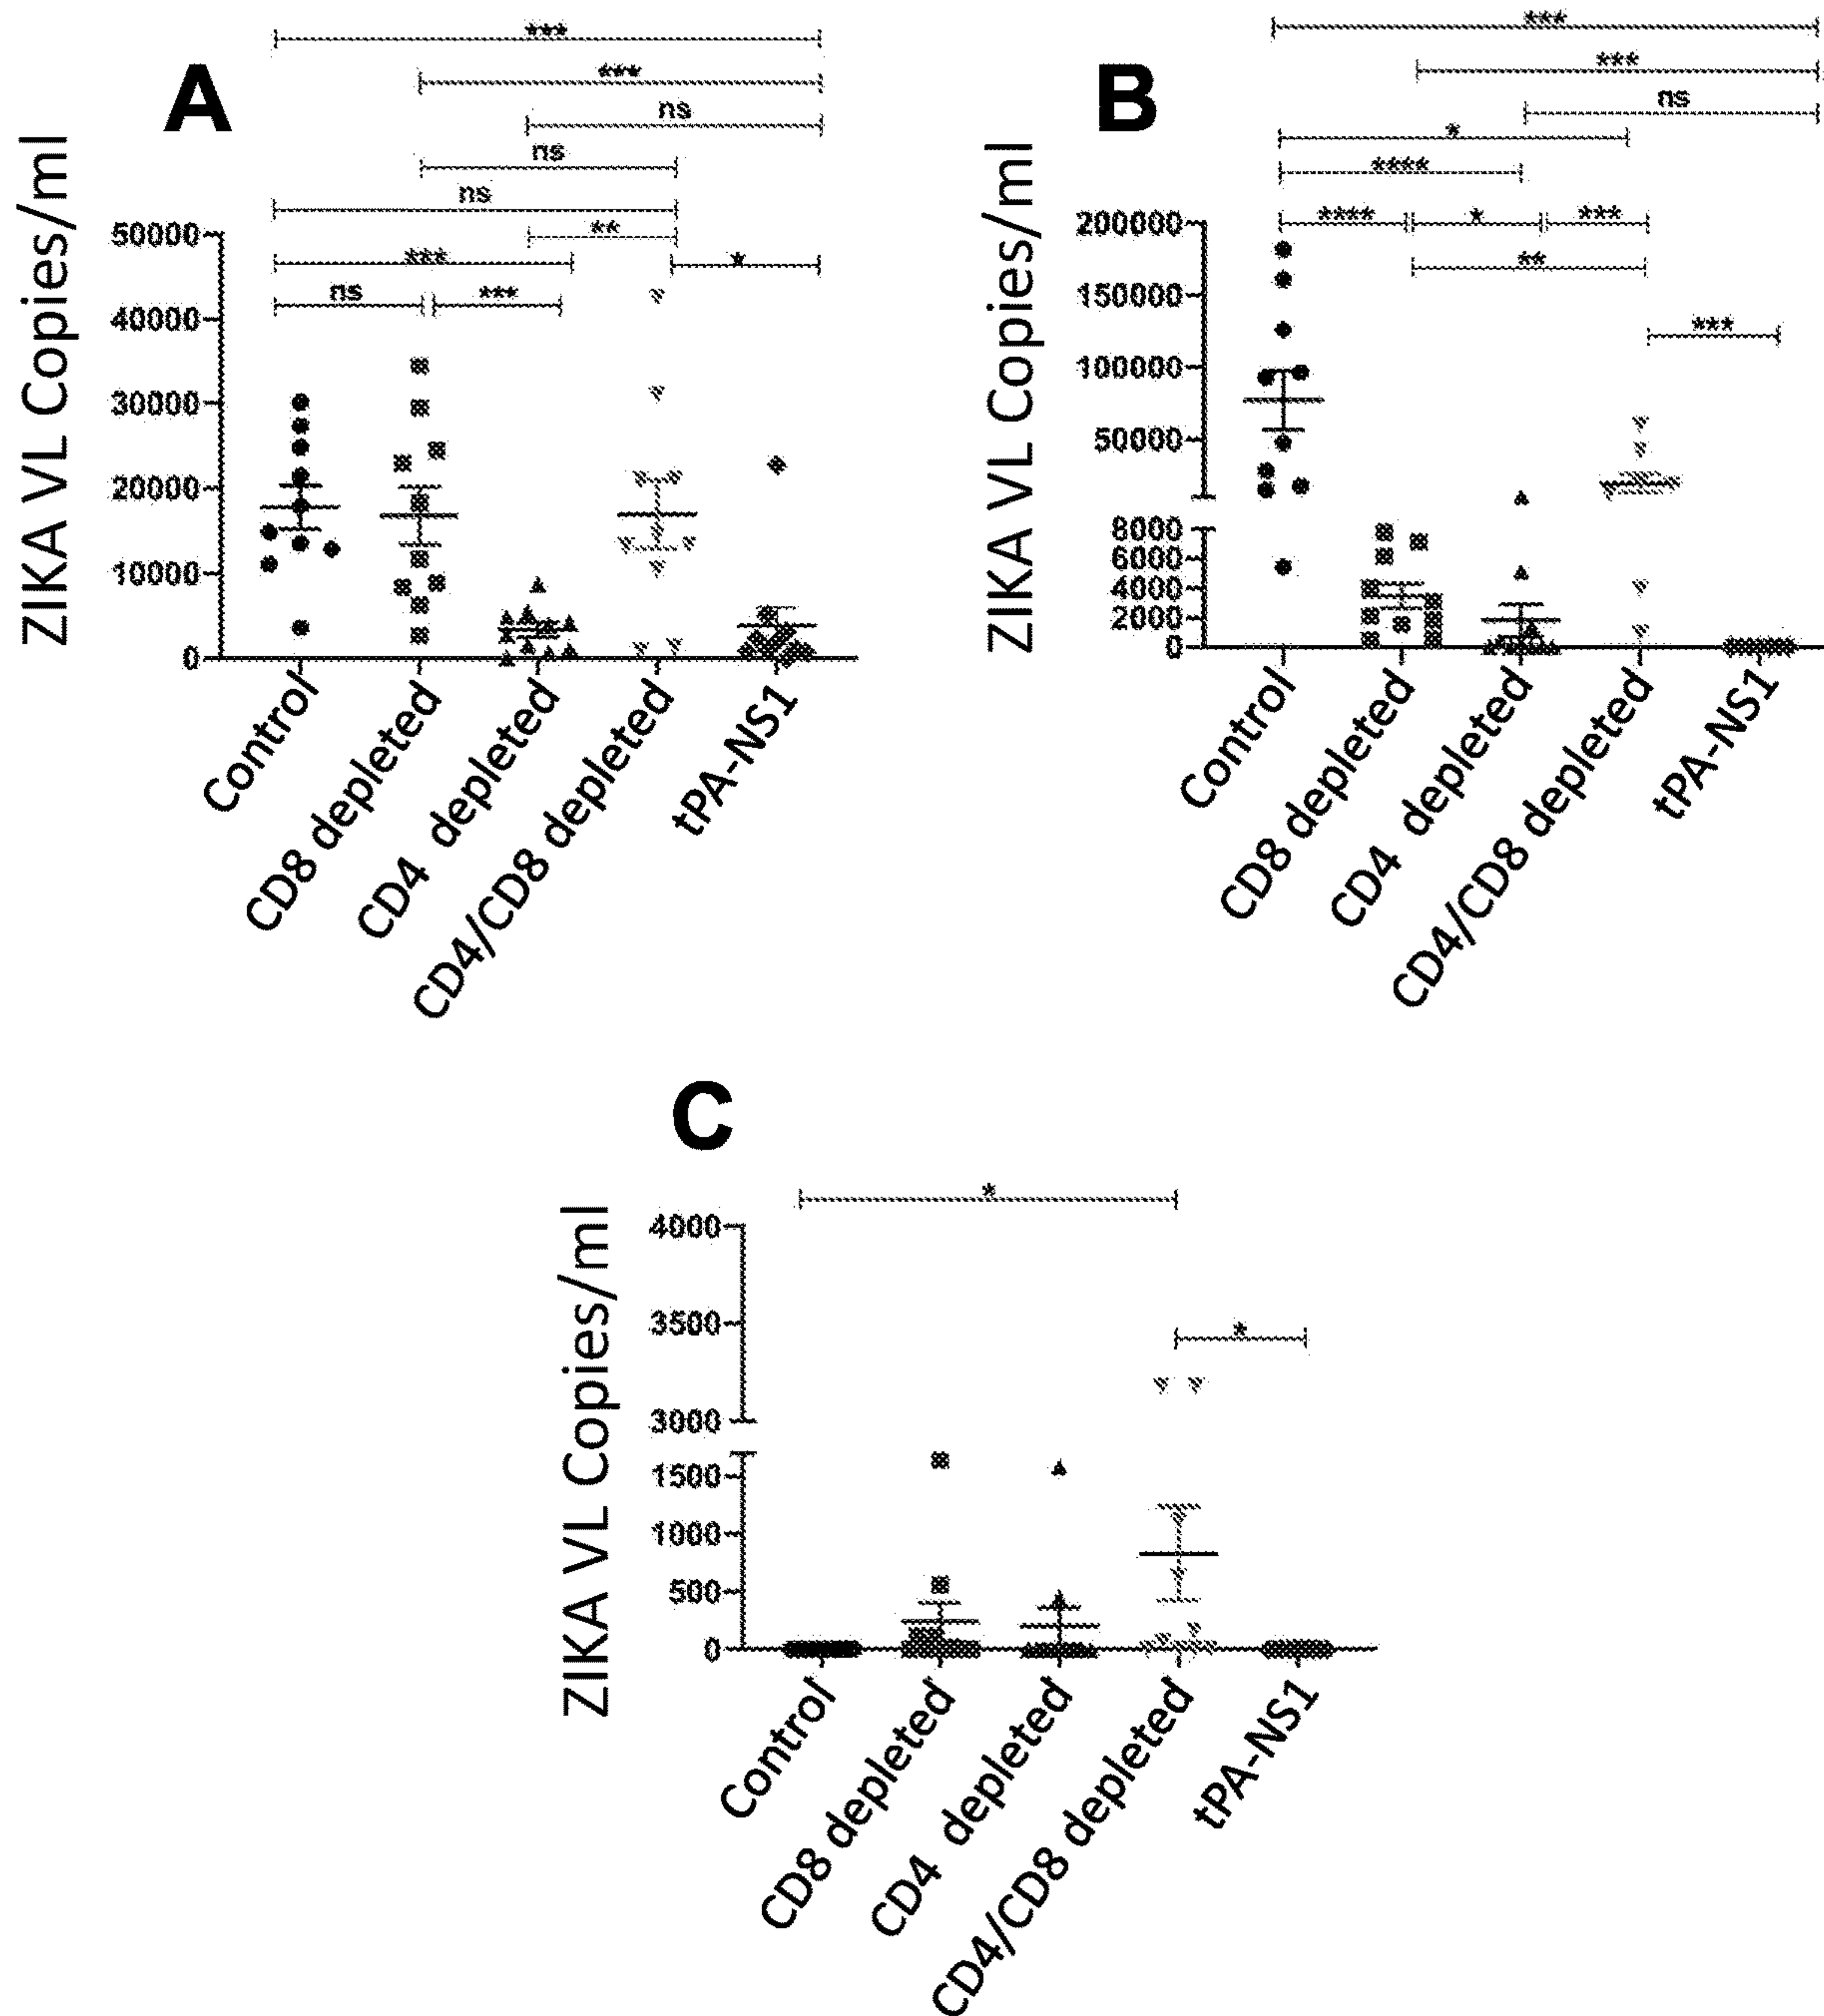 A
***
***
ns
ns
ns
**
***
*
ns
***
ZIKA VL Copies/ml
50000
40000
30000
20000
10000
0
Control
CD8 depleted
CD4 depleted
CD4/CD8 depleted
tPA-NS1
B
***
***
ns
*
****
****
*
***
**
***
ZIKA VL Copies/ml
200000
150000
100000
50000
8000
6000
4000
2000
0
Control
CD8 depleted
CD4 depleted
CD4/CD8 depleted
tPA-NS1
C
*
*
ZIKA VL Copies/ml
4000
3500
3000
1500
1000
500
0
Control
CD8 depleted
CD4 depleted
CD4/CD8 depleted
tPA-NS1